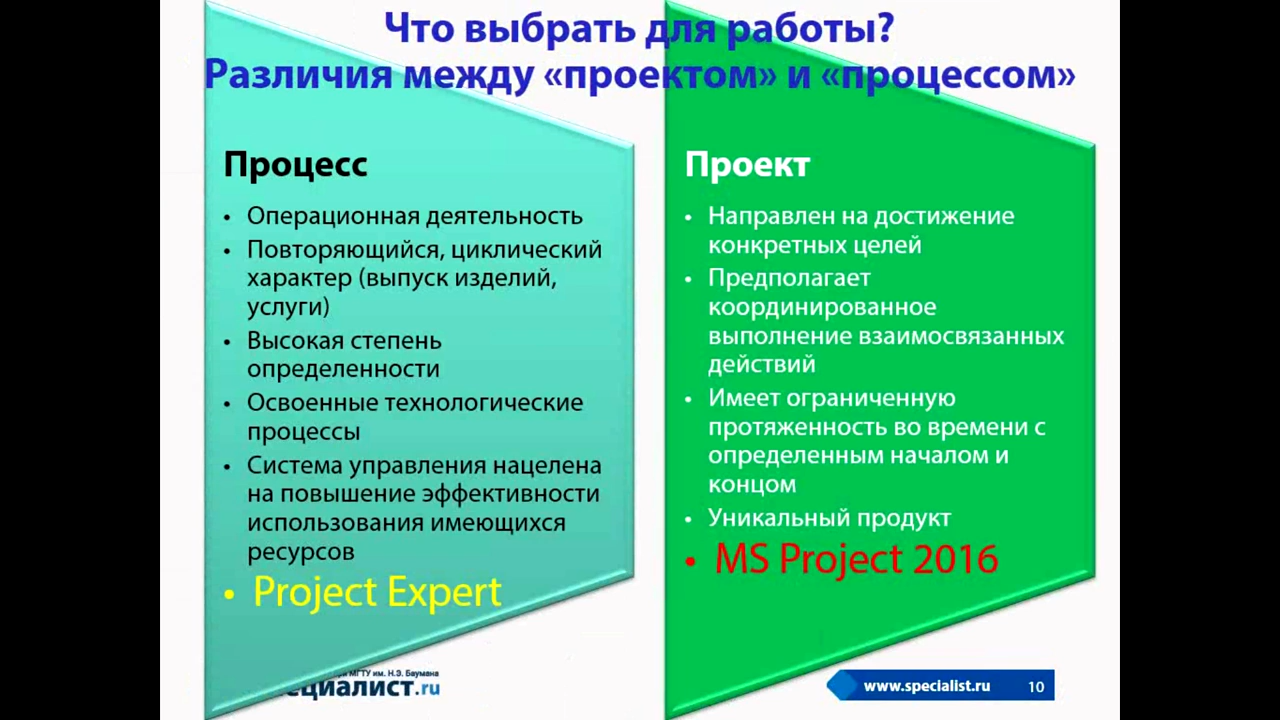 Что выбрать для работы?
Различия между «проектом» и «процессом»
Процесс
• Операционная деятельность
• Повторяющийся, циклический
характер (выпуск изделий,
услуги)
• Высокая степень
определенности
• Освоенные технологические
процессы
• Система управления нацелена
на повышение эффективности
использования имеющихся
ресурсов
• Project Expert
Проект
• Направлен на достижение
конкретных целей
• Предполагает
координированное
выполнение взаимосвязанных
действий
• Имеет ограниченную
протяженность во времени с
определенным началом и
концом
• Уникальный продукт
• MS Project 2016
МГТУ им. Н.Э. Баумана
ециалист.ru
www.specialist.ru 10